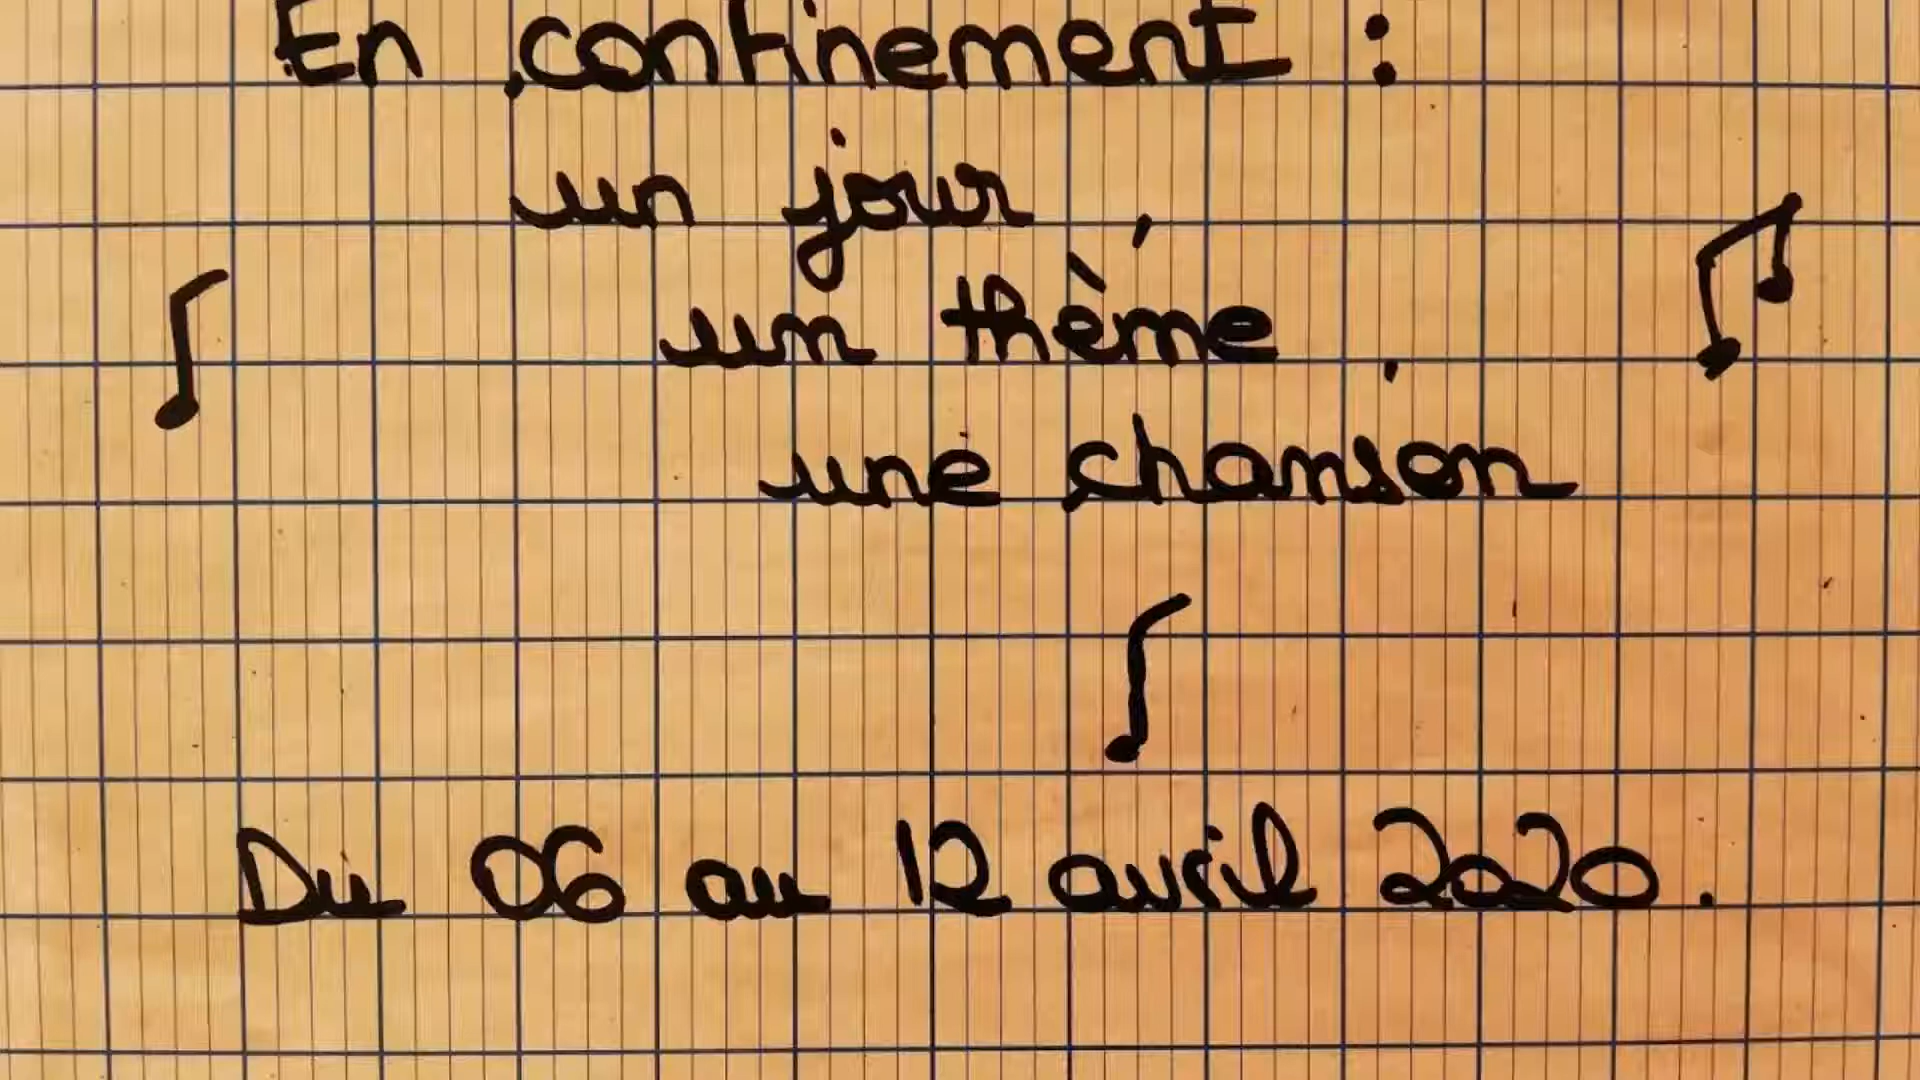 En confinement :
un jour,
un thème,
une chanson
Du 06 au 12 avril 2020.